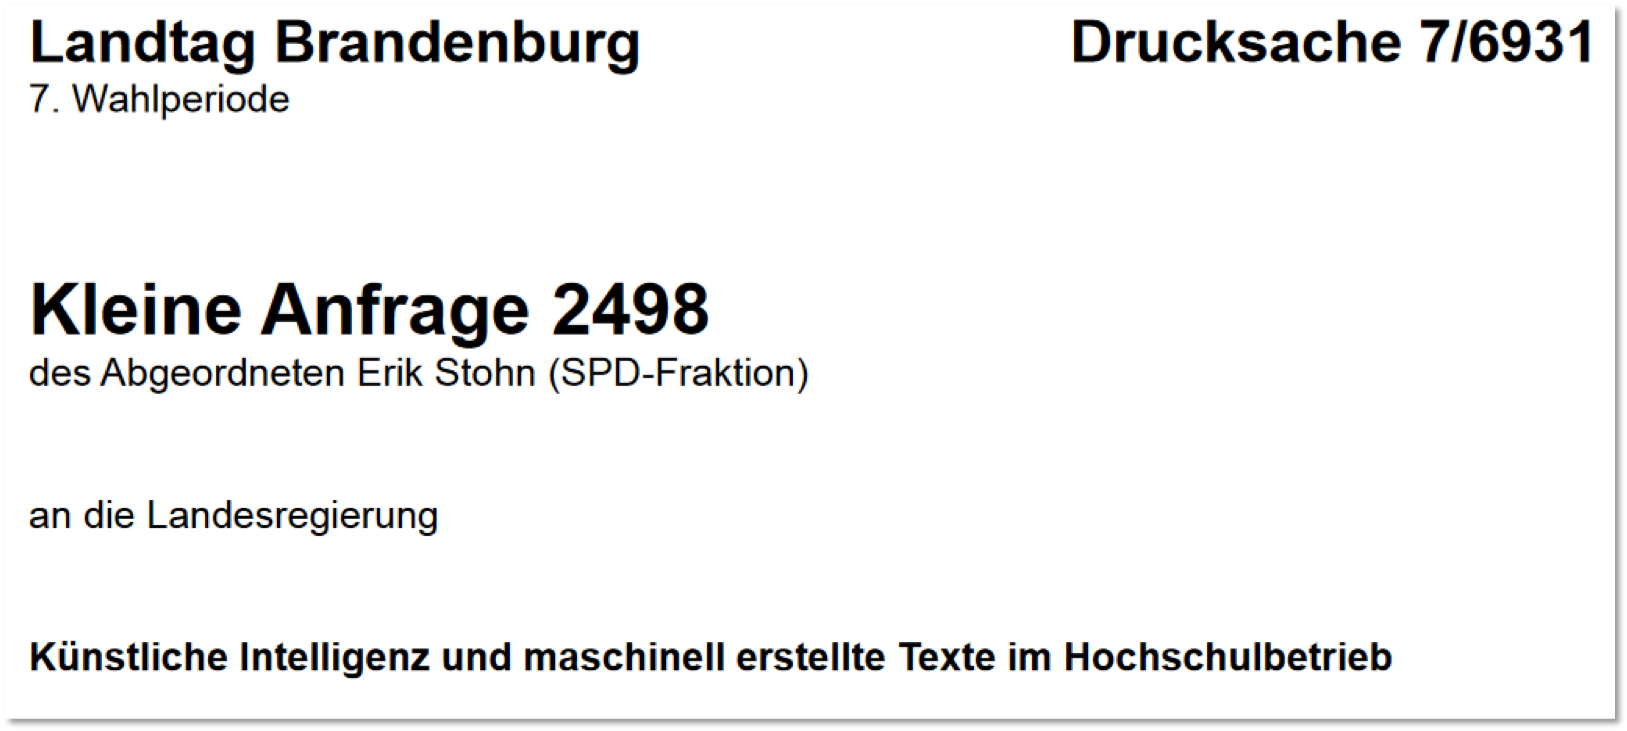 Landtag Brandenburg Drucksache 7/6931
7. Wahlperiode
Kleine Anfrage 2498
des Abgeordneten Erik Stohn (SPD-Fraktion)
an die Landesregierung
Künstliche Intelligenz und maschinell erstellte Texte im Hochschulbetrieb